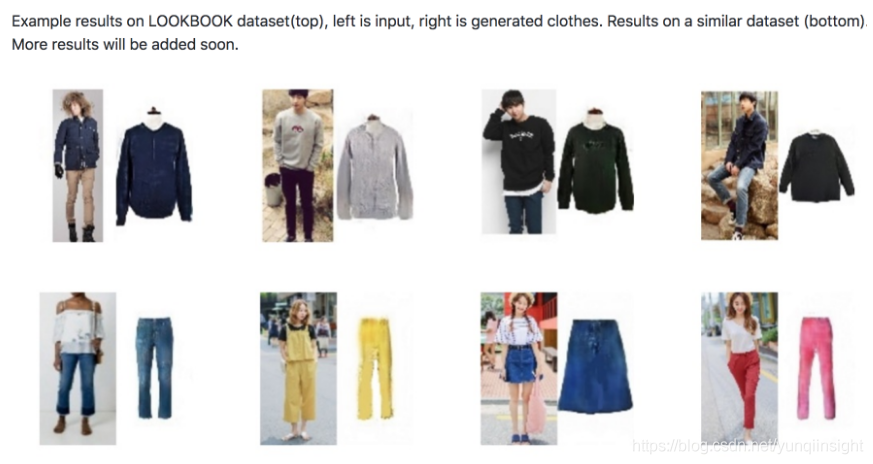 Example results on LOOKBOOK dataset(top), left is input, right is generated clothes. Results on a similar dataset (bottom).
More results will be added soon.
https://blog.csdn.net/yunqiinsight